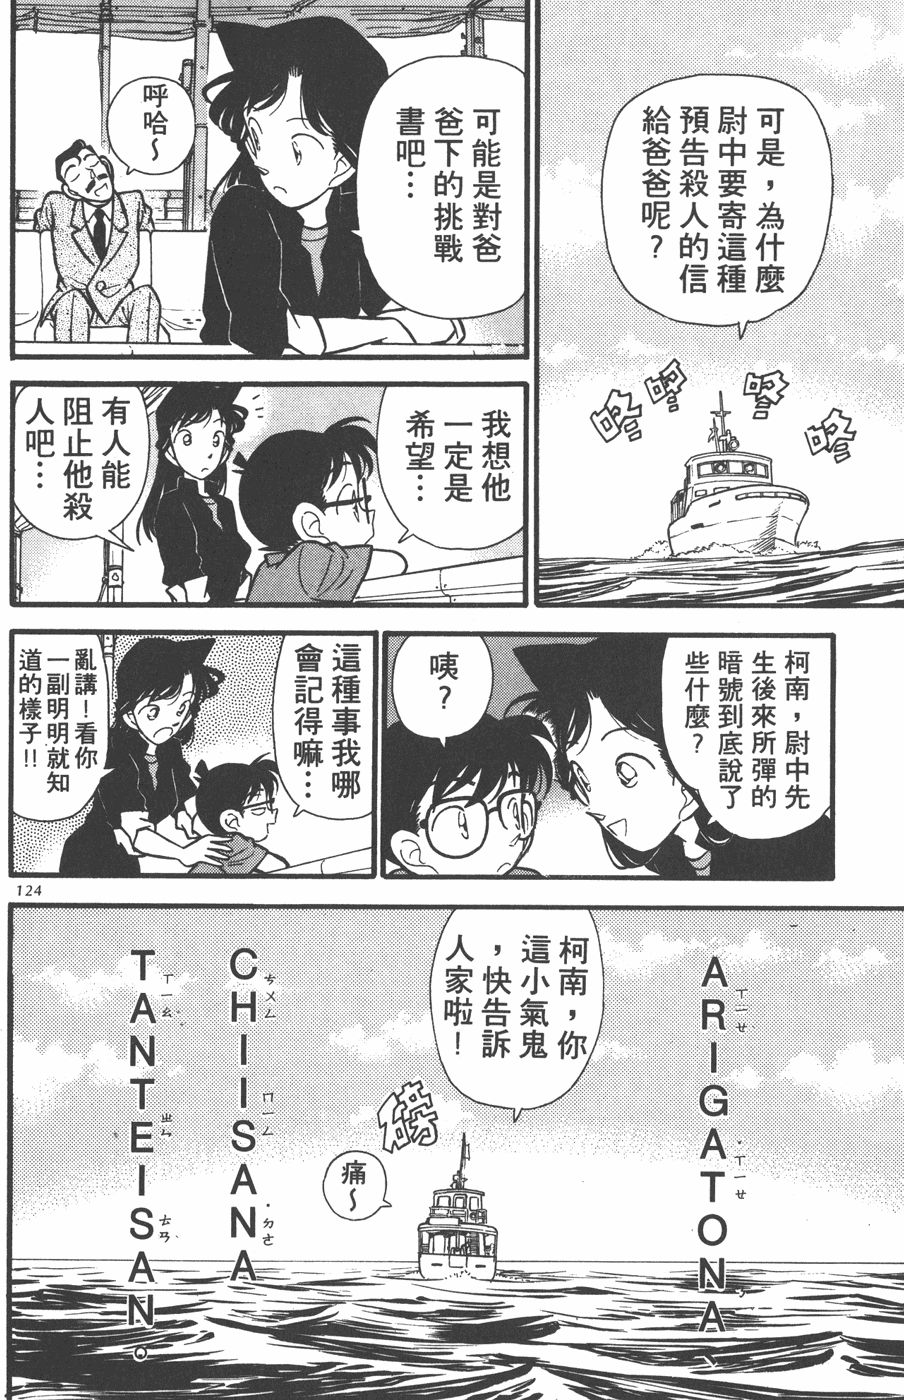 可是，為什麼
尉中要寄這種
預告殺人的信
給爸爸呢？
咚
咚
咚
咚
可能是對爸
爸下的挑戰
書吧…
呼哈～
我想他
一定是
希望…
有人能
阻止他殺
人吧…
柯南，尉中先
生後來所彈的
暗號到底說了
些什麼？
咦？
這種事我哪
會記得嘛…
亂講！看你
一副明明就知
道的樣子!!
124
柯南，你
這小氣鬼
，快告訴
人家啦！
磅
痛～
ARIGATONA、
CHIISANA
TANTEISAN。